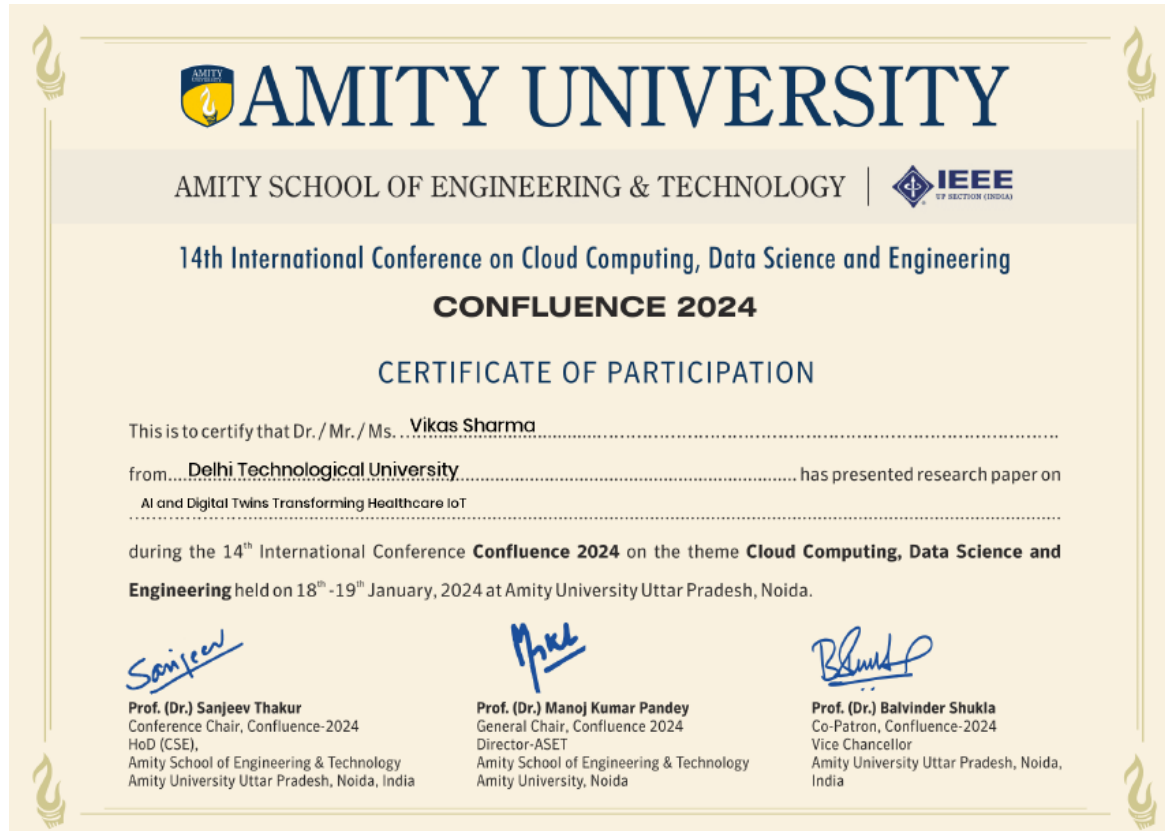 AMITY
UNIVERSITY
AMITY UNIVERSITY
AMITY SCHOOL OF ENGINEERING & TECHNOLOGY
IEEE
UP SECTION (INDIA)
14th International Conference on Cloud Computing, Data Science and Engineering
CONFLUENCE 2024
CERTIFICATE OF PARTICIPATION
This is to certify that Dr. / Mr. / Ms. Vikas Sharma
from Delhi Technological University has presented research paper on
AI and Digital Twins Transforming Healthcare IoT
during the 14th International Conference Confluence 2024 on the theme Cloud Computing, Data Science and
Engineering held on 18th -19th January, 2024 at Amity University Uttar Pradesh, Noida.
Sanjeev
Prof. (Dr.) Sanjeev Thakur
Conference Chair, Confluence-2024
HoD (CSE),
Amity School of Engineering & Technology
Amity University Uttar Pradesh, Noida, India
Prof. (Dr.) Manoj Kumar Pandey
General Chair, Confluence 2024
Director-ASET
Amity School of Engineering & Technology
Amity University, Noida
Prof. (Dr.) Balvinder Shukla
Co-Patron, Confluence-2024
Vice Chancellor
Amity University Uttar Pradesh, Noida,
India